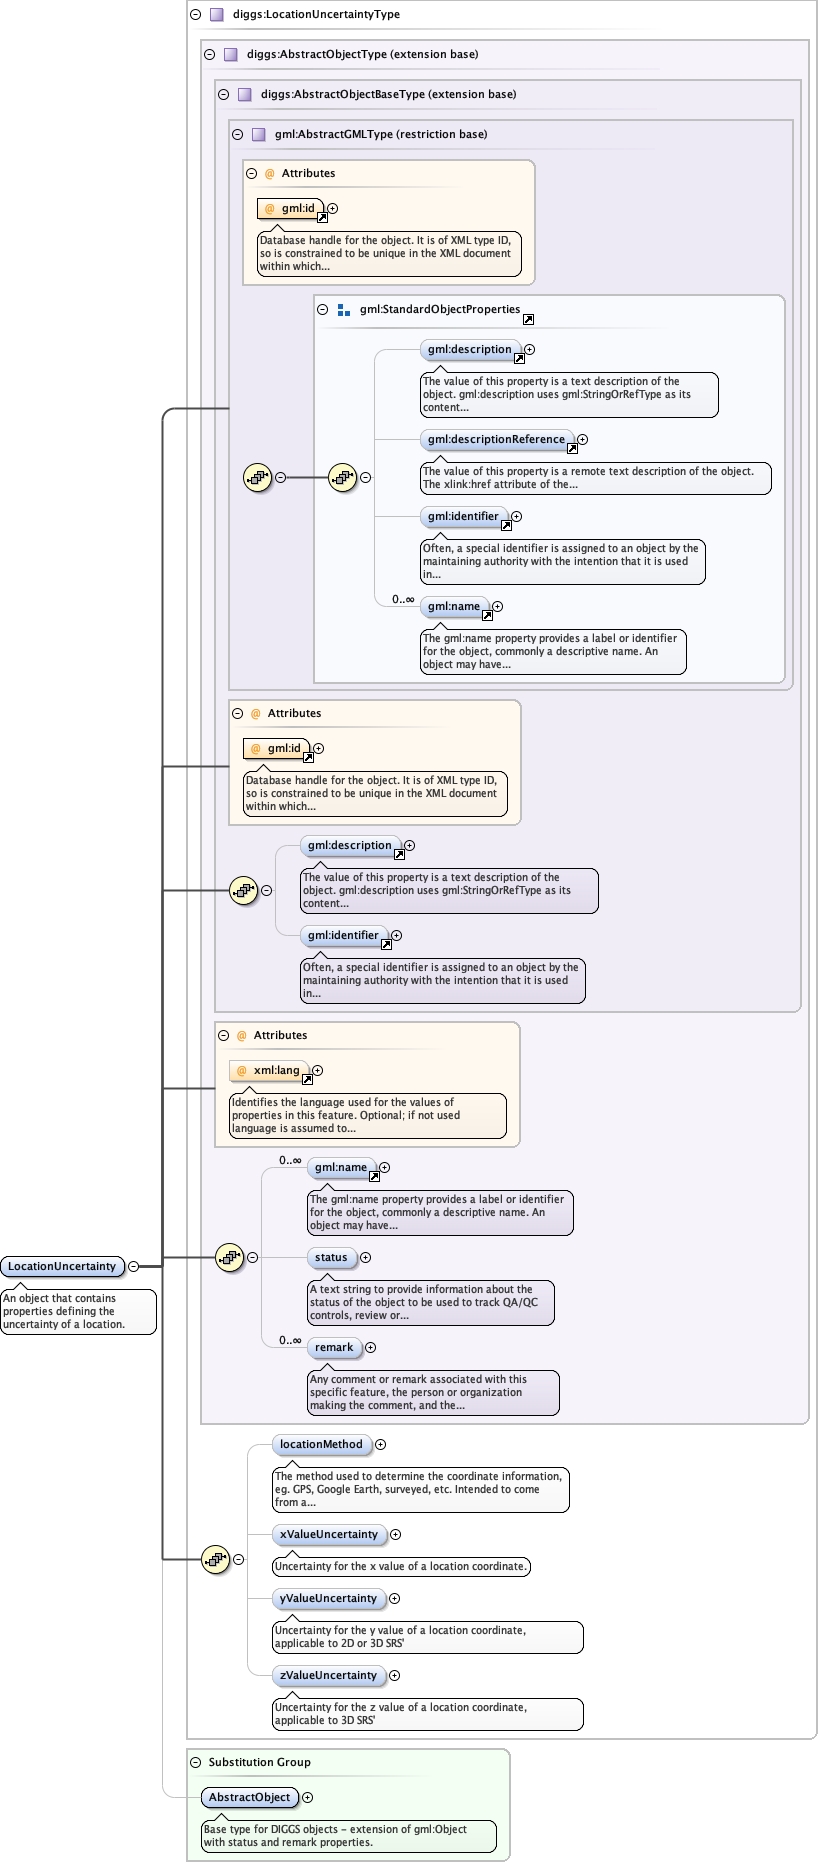 diggs:LocationUncertaintyType
diggs:AbstractObjectType (extension base)
diggs:AbstractObjectBaseType (extension base)
gml:AbstractGMLType (restriction base)
@ Attributes
@ gml:id
Database handle for the object. It is of XML type ID,
so is constrained to be unique in the XML document
within which...
gml:StandardObjectProperties
gml:description
The value of this property is a text description of the
object. gml:description uses gml:StringOrRefType as its
content...
gml:descriptionReference
The value of this property is a remote text description of the object.
The xlink:href attribute of the...
gml:identifier
Often, a special identifier is assigned to an object by the
maintaining authority with the intention that it is used
in...
0..∞
gml:name
The gml:name property provides a label or identifier
for the object, commonly a descriptive name. An
object may have...
@ Attributes
@ gml:id
Database handle for the object. It is of XML type ID,
so is constrained to be unique in the XML document
within which...
gml:description
The value of this property is a text description of the
object. gml:description uses gml:StringOrRefType as its
content...
gml:identifier
Often, a special identifier is assigned to an object by the
maintaining authority with the intention that it is used
in...
@ Attributes
@ xml:lang
Identifies the language used for the values of
properties in this feature. Optional; if not used
language is assumed to...
0..∞
gml:name
The gml:name property provides a label or identifier
for the object, commonly a descriptive name. An
object may have...
status
A text string to provide information about the
status of the object to be used to track QA/QC
controls, review or...
0..∞
remark
Any comment or remark associated with this
specific feature, the person or organization
making the comment, and the...
LocationUncertainty
An object that contains
properties defining the
uncertainty of a location.
locationMethod
The method used to determine the coordinate information,
eg. GPS, Google Earth, surveyed, etc. Intended to come
from a...
xValueUncertainty
Uncertainty for the x value of a location coordinate.
yValueUncertainty
Uncertainty for the y value of a location coordinate,
applicable to 2D or 3D SRS'
zValueUncertainty
Uncertainty for the z value of a location coordinate,
applicable to 3D SRS'
Substitution Group
AbstractObject
Base type for DIGGS objects - extension of gml:Object
with status and remark properties.